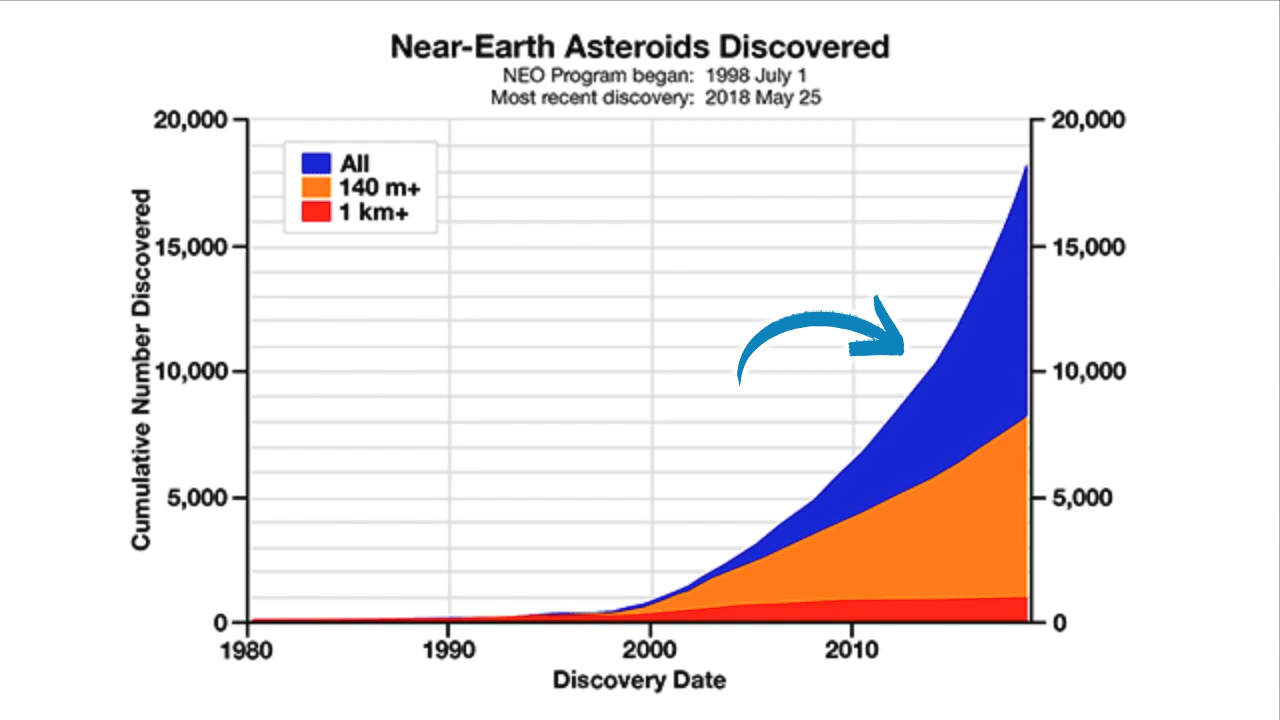 Near-Earth Asteroids Discovered
NEO Program began: 1998 July 1
Most recent discovery: 2018 May 25
20,000
15,000
10,000
5,000
0
Cumulative Number Discovered
All
140 m+
1 km+
20,000
15,000
10,000
5,000
0
1980 1990 2000 2010
Discovery Date